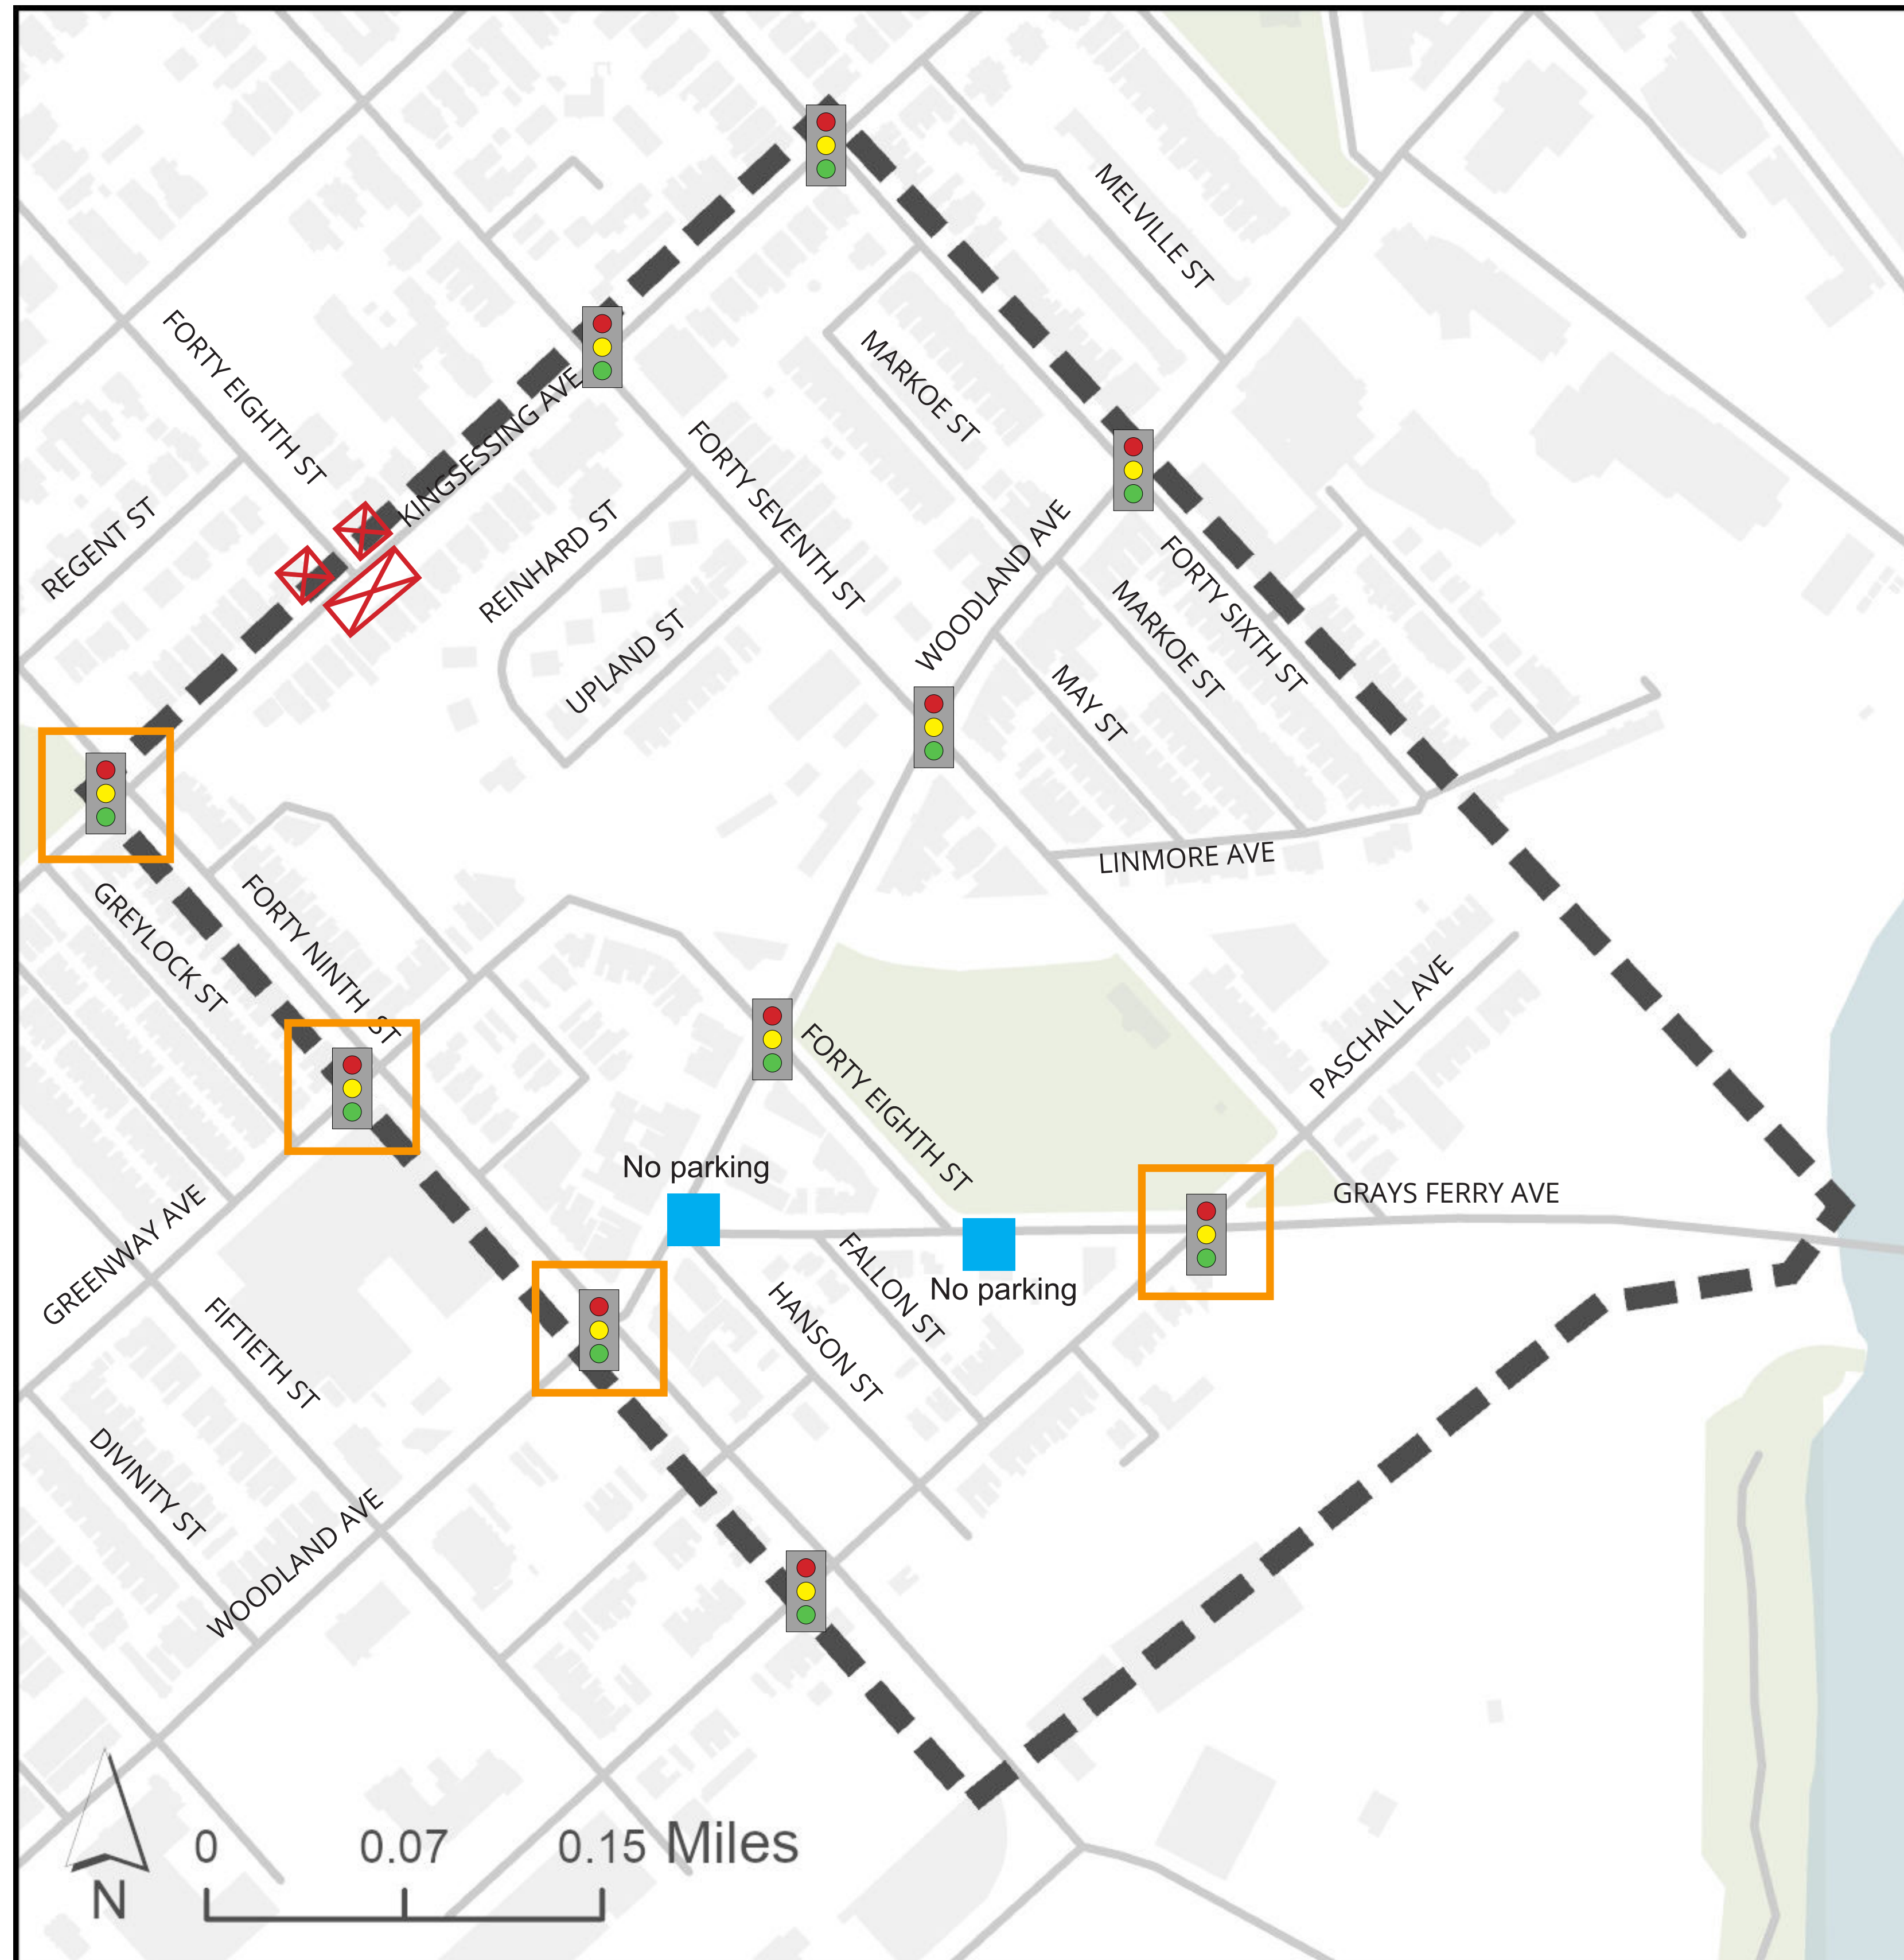 MELVILLE ST
FORTY EIGHTH ST
MARKOE ST
KINGSESSING AVE
FORTY SEVENTH ST
REGENT ST
REINHARD ST
WOODLAND AVE
FORTY SIXTH ST
MARKOE ST
UPLAND ST
MAY ST
LINMORE AVE
GREYLOCK ST
FORTY NINTH ST
PASCHALL AVE
FORTY EIGHTH ST
No parking
GRAYS FERRY AVE
GREENWAY AVE
FALLON ST
No parking
HANSON ST
FIFTIETH ST
DIVINITY ST
WOODLAND AVE
0 0.07 0.15 Miles
N